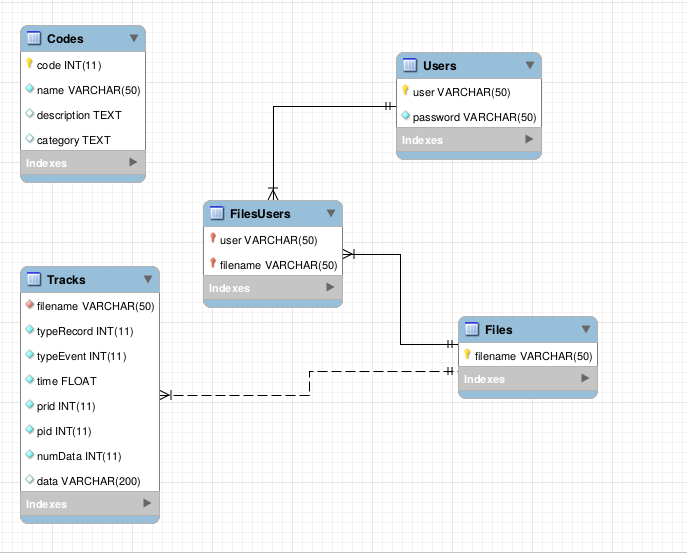 Codes
code INT(11)
name VARCHAR(50)
description TEXT
category TEXT
Indexes
Users
user VARCHAR(50)
password VARCHAR(50)
Indexes
FilesUsers
user VARCHAR(50)
filename VARCHAR(50)
Indexes
Tracks
filename VARCHAR(50)
typeRecord INT(11)
typeEvent INT(11)
time FLOAT
prid INT(11)
pid INT(11)
numData INT(11)
data VARCHAR(200)
Indexes
Files
filename VARCHAR(50)
Indexes